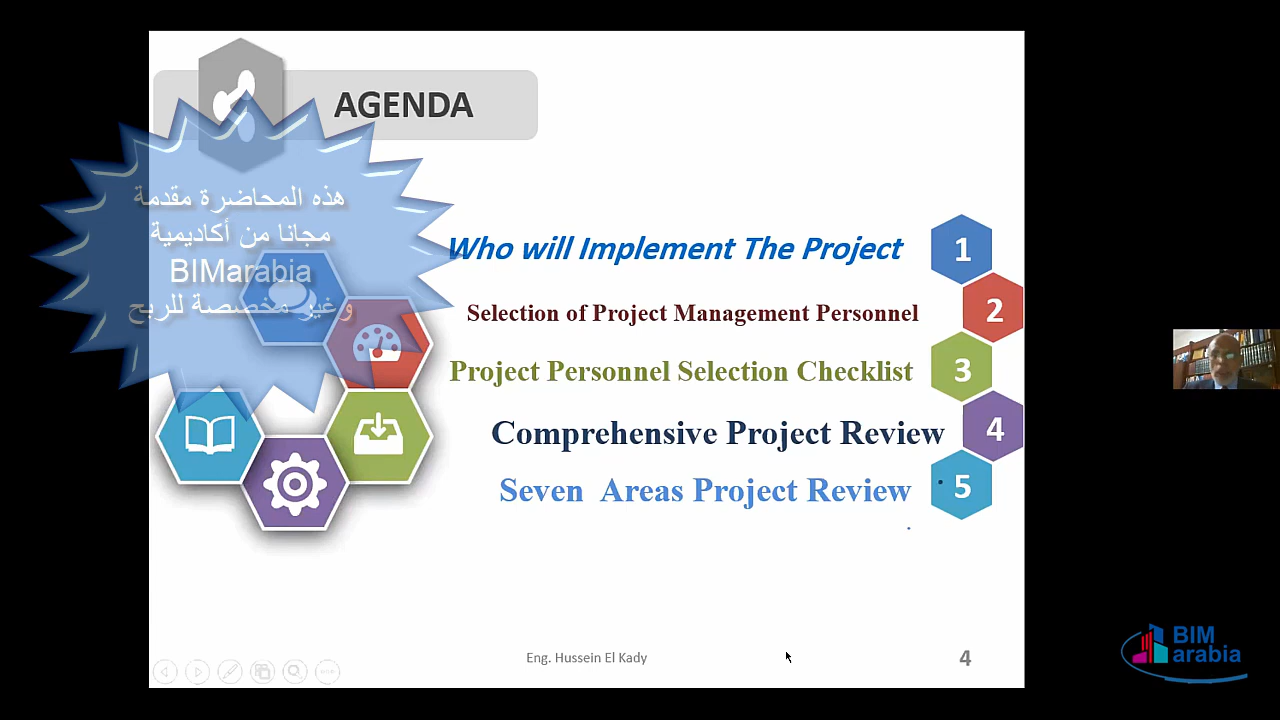 AGENDA
هذه المحاضرة مقدمة
مجانا من أكاديمية
BIMarabia
و غير مخصصة للربح
Who will Implement The Project
1
Selection of Project Management Personnel
2
Project Personnel Selection Checklist
3
Comprehensive Project Review
4
Seven Areas Project Review
5
Eng. Hussein El Kady
4
BIM
arabia